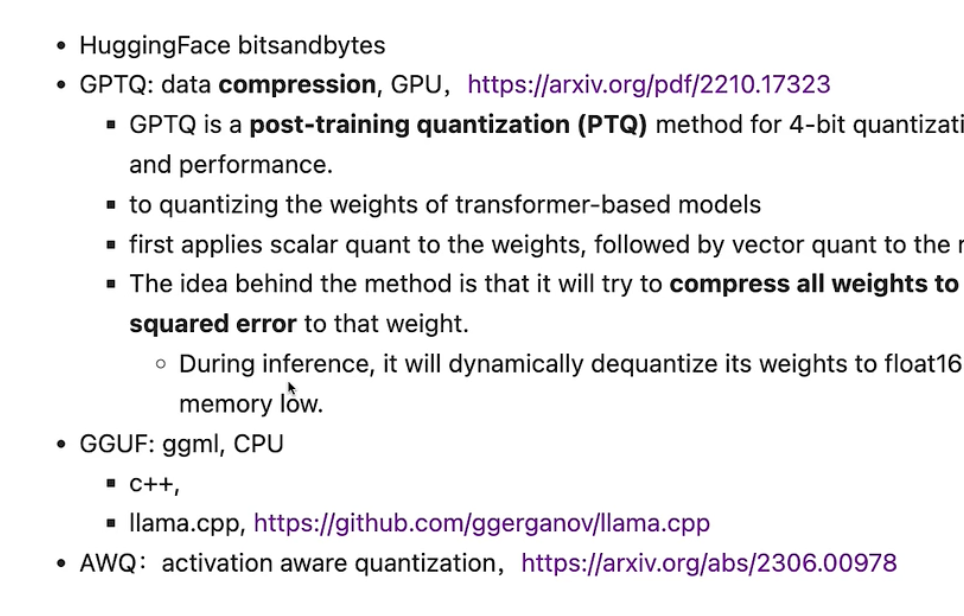 HuggingFace bitsandbytes
GPTQ: data compression, GPU，https://arxiv.org/pdf/2210.17323
GPTQ is a post-training quantization (PTQ) method for 4-bit
and performance.
to quantizing the weights of transformer-based models
first applies scalar quant to the weights, followed by vector quant to the
The idea behind the method is that it will try to compress all weights to
squared error to that weight.
During inference, it will dynamically dequantize its weights to float16
memory low.
GGUF: ggml, CPU
c++,
llama.cpp, https://github.com/ggerganov/llama.cpp
AWQ：activation aware quantization，https://arxiv.org/abs/2306.00978